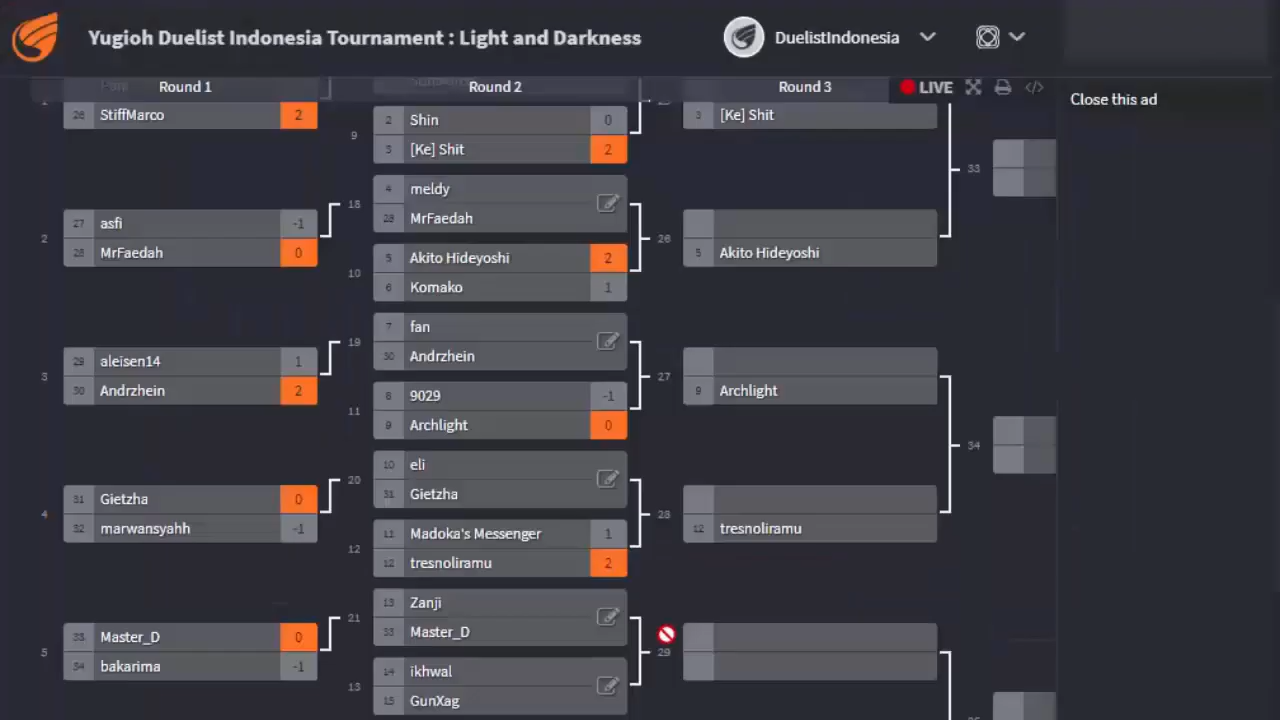 Yugioh Duelist Indonesia Tournament : Light and Darkness
DuelistIndonesia
Round 1
Round 2
Round 3
LIVE
</>
Close this ad
28 StiffMarco 2
2
27 asfi -1
28 MrFaedah 0
3
29 aleisen14 1
30 Andrzhein 2
4
31 Gietzha 0
32 marwansyahh -1
5
33 Master_D 0
34 bakarima -1
9
2 Shin 0
3 [Ke] Shit 2
18
4 meldy
28 MrFaedah
10
5 Akito Hideyoshi 2
6 Komako 1
19
7 fan
30 Andrzhein
11
8 9029 -1
9 Archlight 0
20
10 eli
31 Gietzha
12
11 Madoka's Messenger 1
12 tresnoliramu 2
21
13 Zanji
33 Master_D
13
14 ikhwal
15 GunXag
3 [Ke] Shit
26
5 Akito Hideyoshi
27
9 Archlight
28
12 tresnoliramu
29
33
34